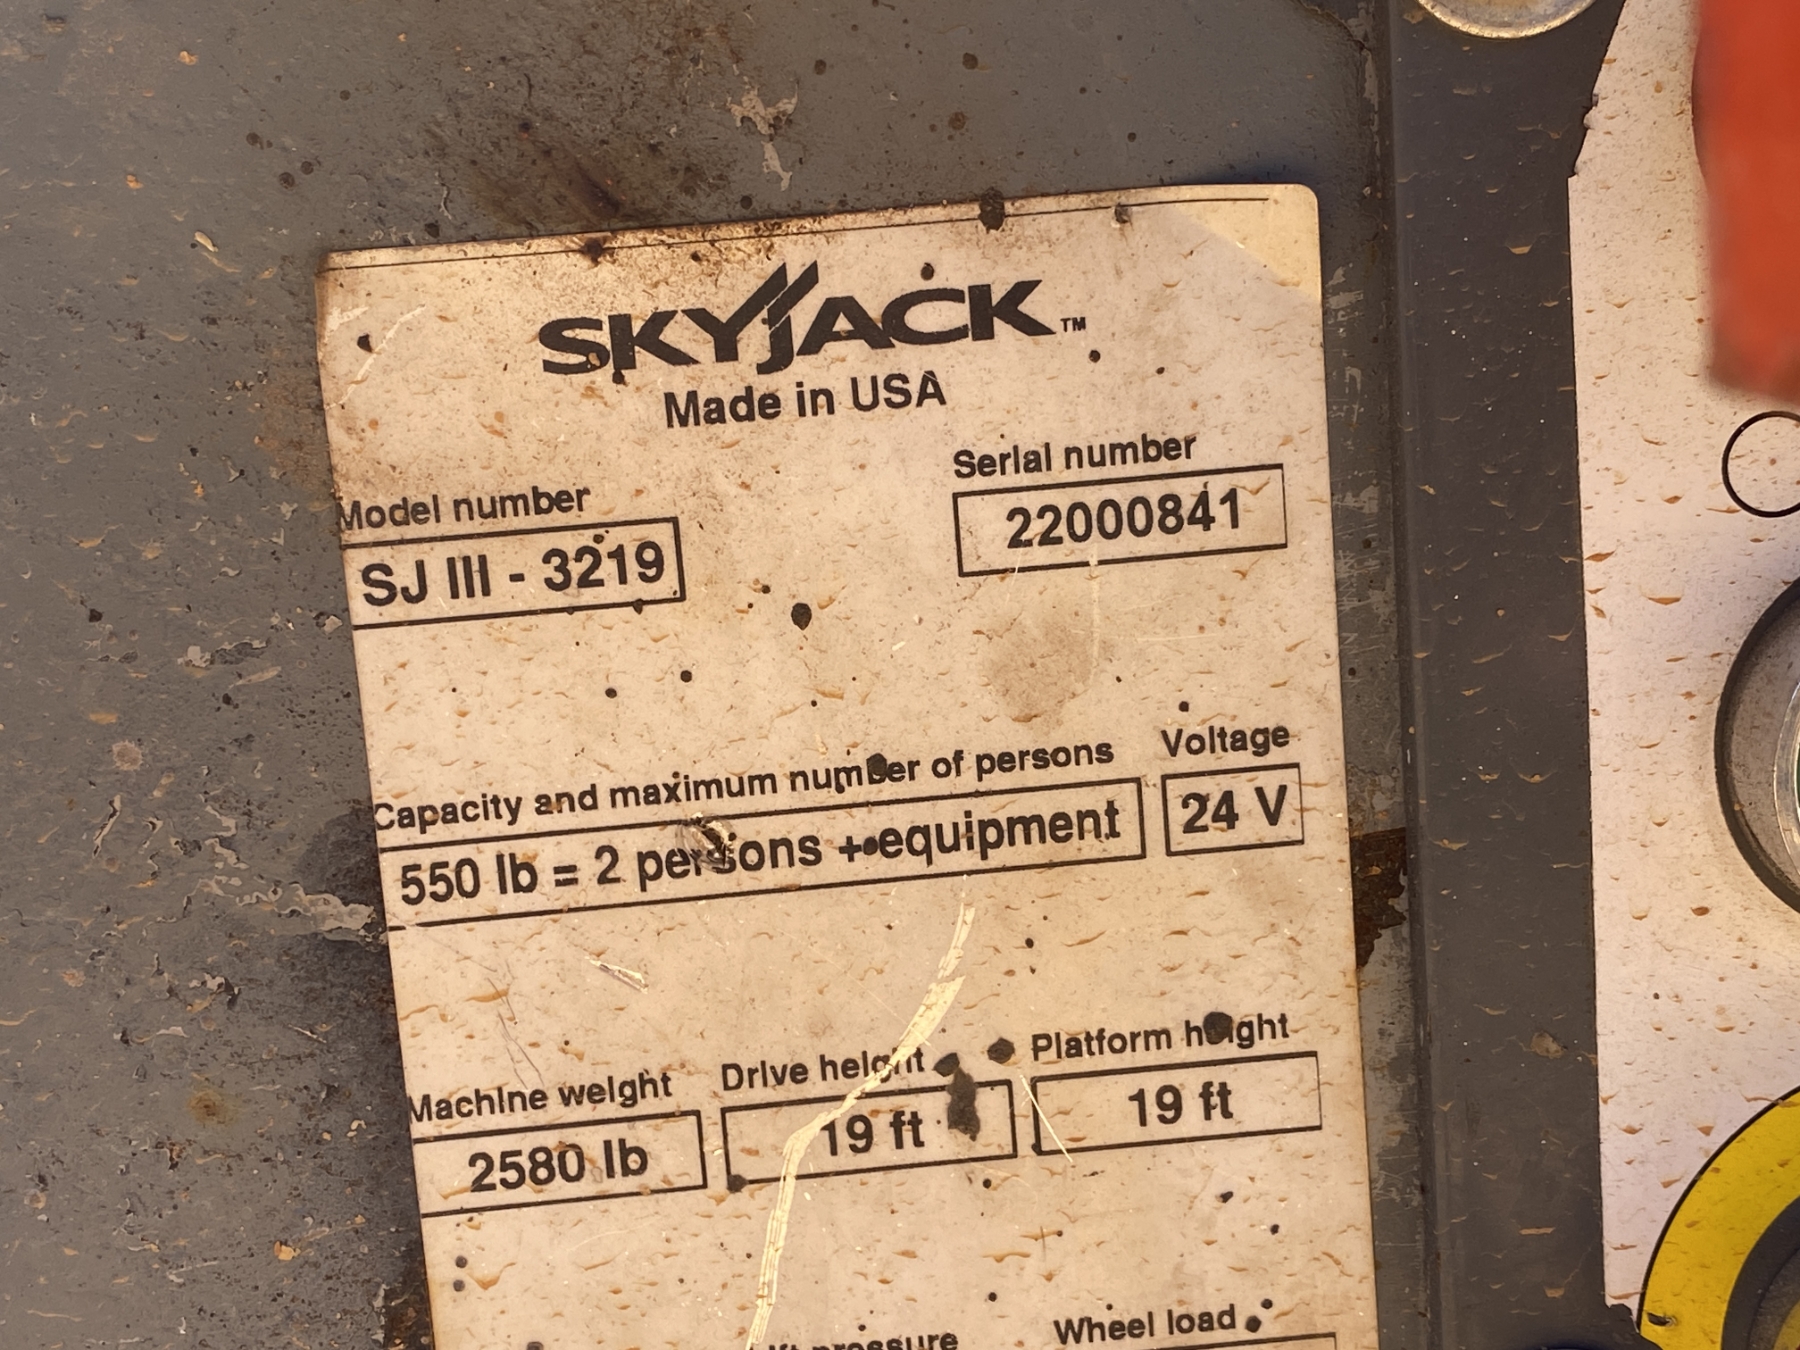 SKYJACK™
Made in USA
Serial number
22000841
Model number
SJ III - 3219
Capacity and maximum number of persons
550 lb = 2 persons + equipment
Voltage
24 V
Machine weight
2580 lb
Drive height
19 ft
Platform height
19 ft
pressure
Wheel load